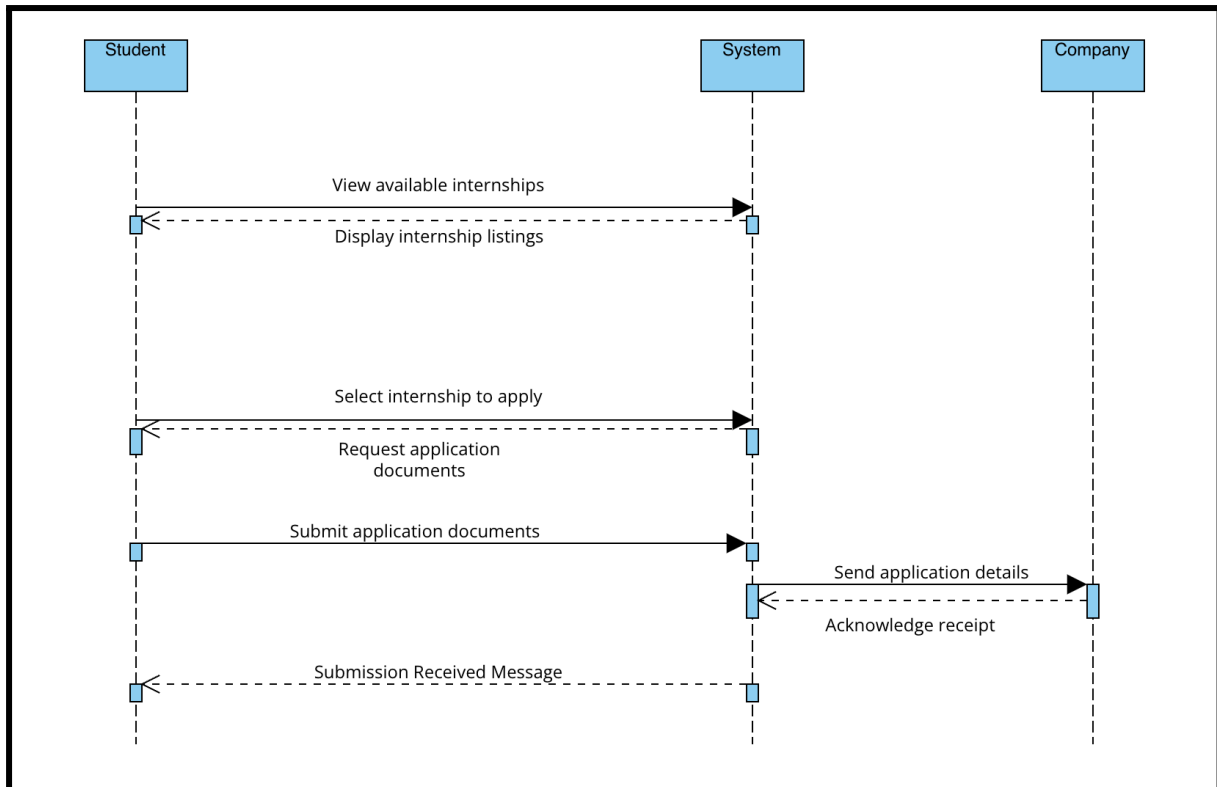 Student
System
Company
View available internships
Display internship listings
Select internship to apply
Request application
documents
Submit application documents
Send application details
Acknowledge receipt
Submission Received Message